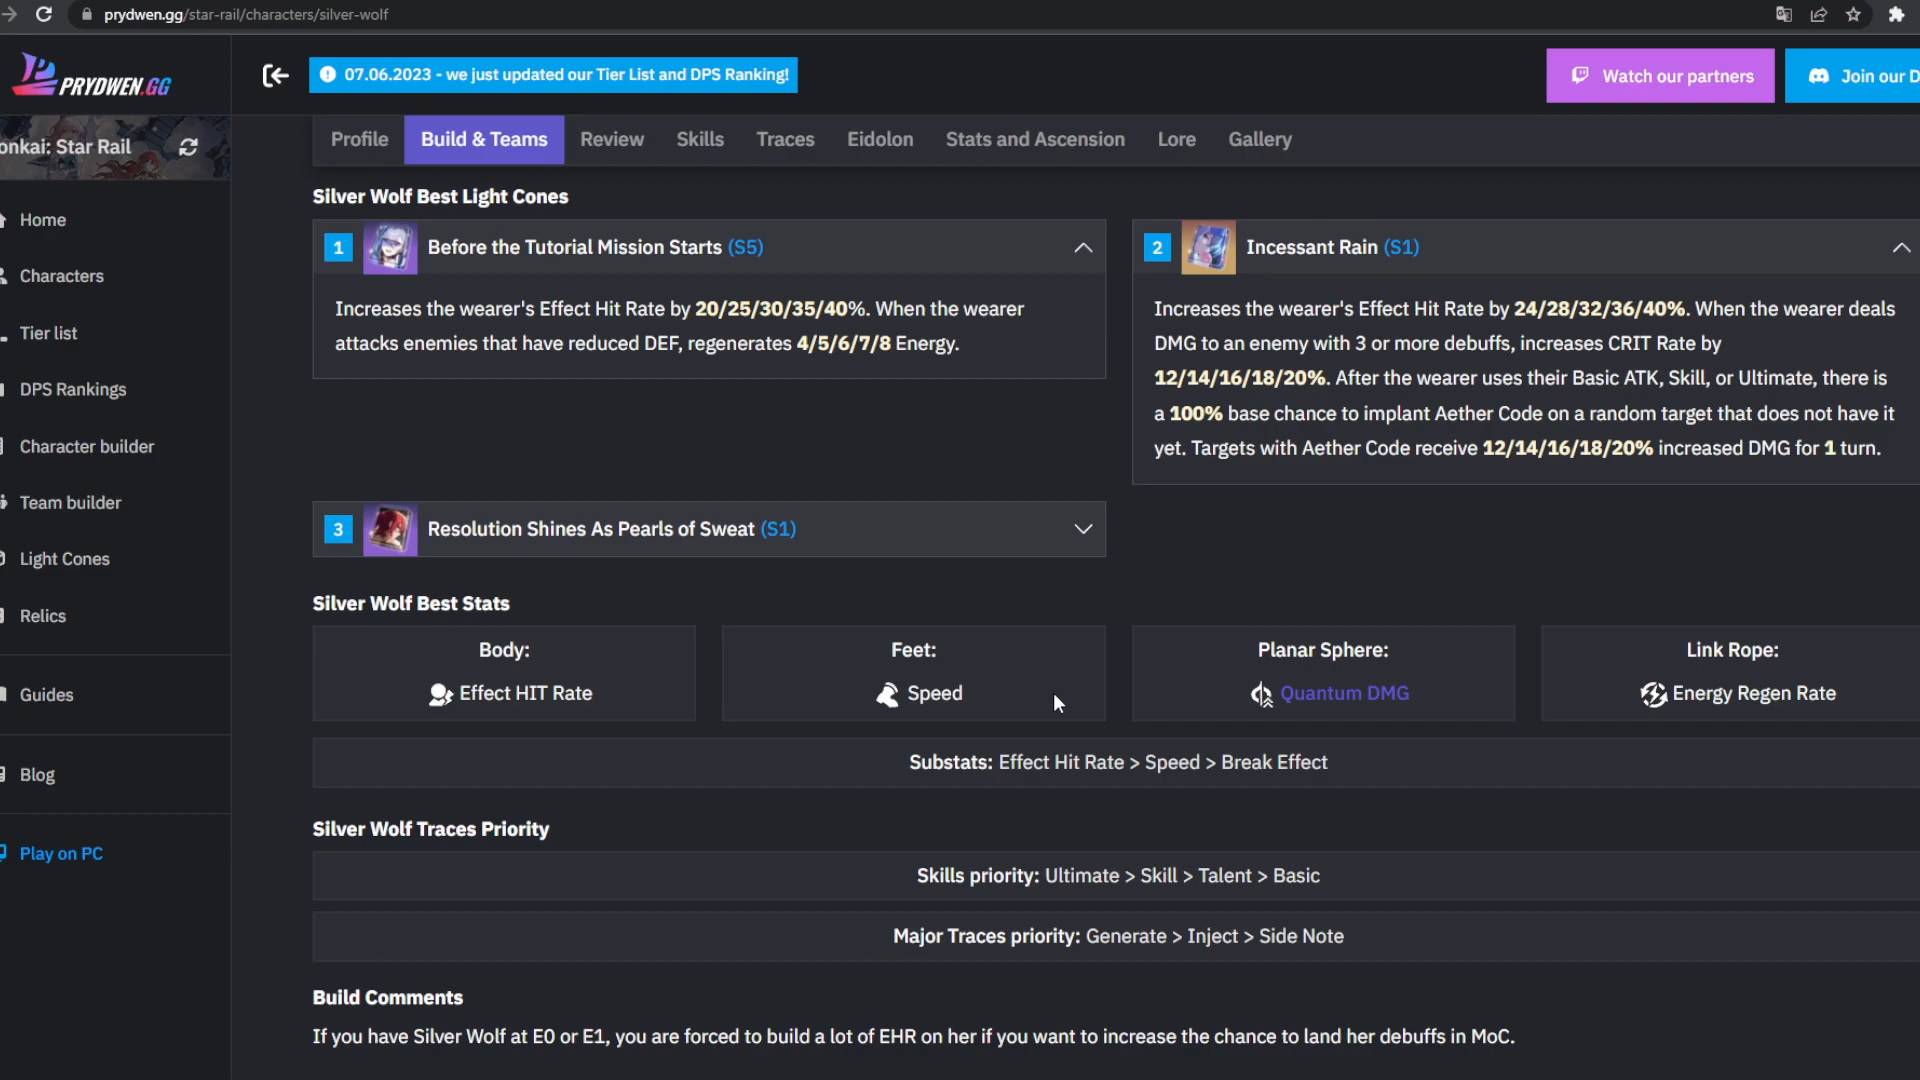 prydwen.gg/star-rail/characters/silver-wolf
PRYDWEN.GG
07.06.2023 - we just updated our Tier List and DPS Ranking!
Watch our partners
Join our D
onkai: Star Rail
Home
Characters
Tier list
DPS Rankings
Character builder
Team builder
Light Cones
Relics
Guides
Blog
Play on PC
Profile Build & Teams Review Skills Traces Eidolon Stats and Ascension Lore Gallery
Silver Wolf Best Light Cones
1 Before the Tutorial Mission Starts (S5)
Increases the wearer's Effect Hit Rate by 20/25/30/35/40%. When the wearer
attacks enemies that have reduced DEF, regenerates 4/5/6/7/8 Energy.
2 Incessant Rain (S1)
Increases the wearer's Effect Hit Rate by 24/28/32/36/40%. When the wearer deals
DMG to an enemy with 3 or more debuffs, increases CRIT Rate by
12/14/16/18/20%. After the wearer uses their Basic ATK, Skill, or Ultimate, there is
a 100% base chance to implant Aether Code on a random target that does not have it
yet. Targets with Aether Code receive 12/14/16/18/20% increased DMG for 1 turn.
3 Resolution Shines As Pearls of Sweat (S1)
Silver Wolf Best Stats
Body:
Effect HIT Rate
Feet:
Speed
Planar Sphere:
Quantum DMG
Link Rope:
Energy Regen Rate
Substats: Effect Hit Rate > Speed > Break Effect
Silver Wolf Traces Priority
Skills priority: Ultimate > Skill > Talent > Basic
Major Traces priority: Generate > Inject > Side Note
Build Comments
If you have Silver Wolf at E0 or E1, you are forced to build a lot of EHR on her if you want to increase the chance to land her debuffs in MoC.